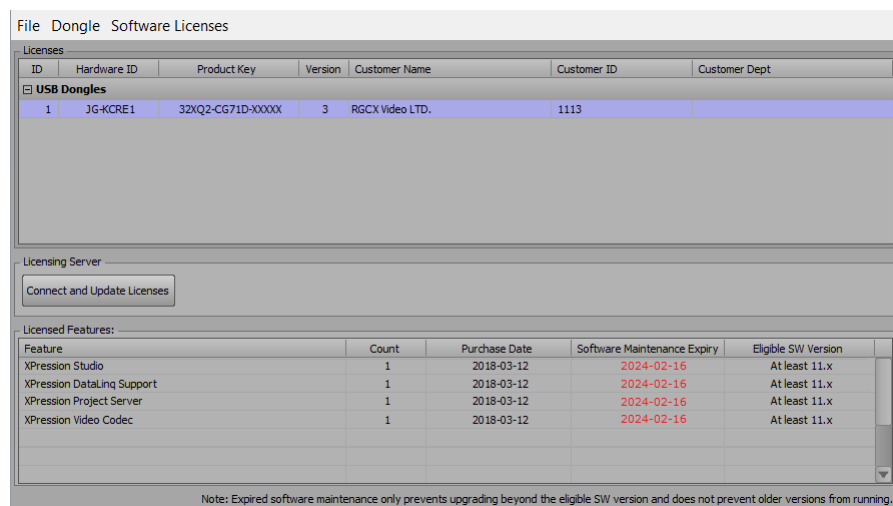 File Dongle Software Licenses
Licenses
ID Hardware ID Product Key Version Customer Name Customer ID Customer Dept
USB Dongles
1 JG-KCRE1 32XQ2-CG71D-XXXXX 3 RGCX Video LTD. 1113
Licensing Server
Connect and Update Licenses
Licensed Features:
Feature Count Purchase Date Software Maintenance Expiry Eligible SW Version
XPression Studio 1 2018-03-12 2024-02-16 At least 11.x
XPression DataLinq Support 1 2018-03-12 2024-02-16 At least 11.x
XPression Project Server 1 2018-03-12 2024-02-16 At least 11.x
XPression Video Codec 1 2018-03-12 2024-02-16 At least 11.x
Note: Expired software maintenance only prevents upgrading beyond the eligible SW version and does not prevent older versions from running.